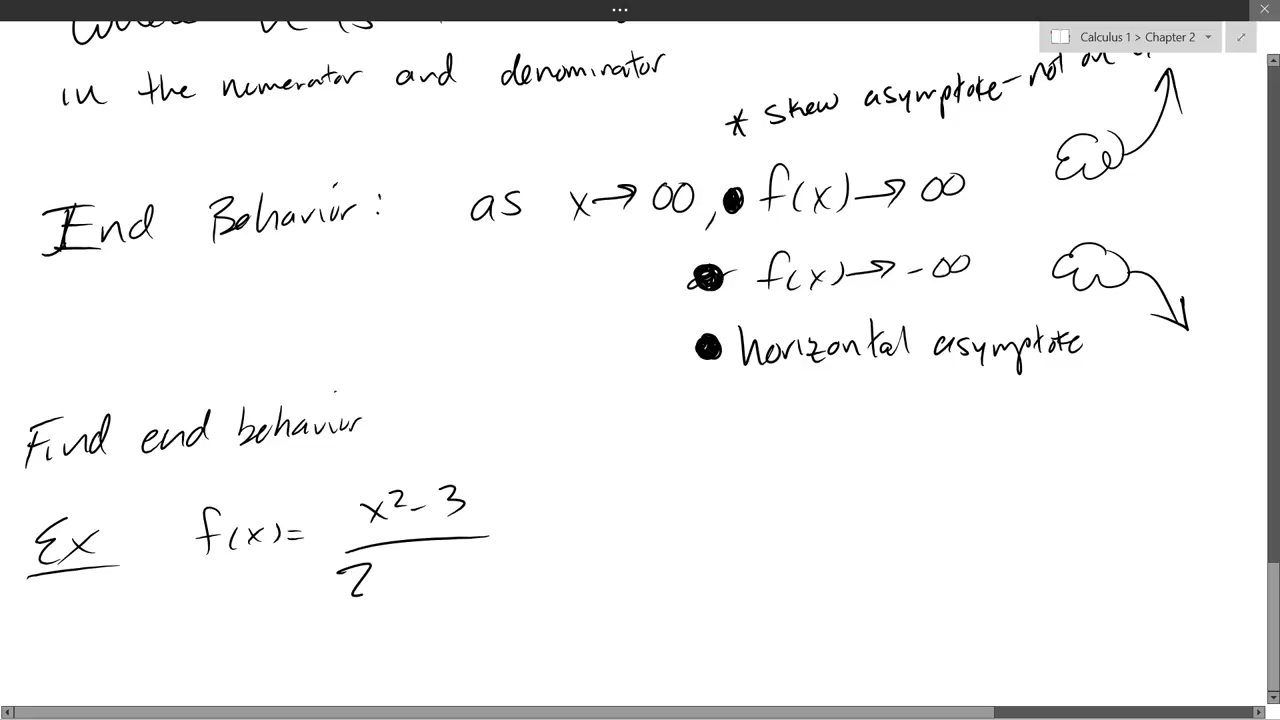 Calculus 1 > Chapter 2
in the numerator and denominator
* skew asymptote - not on
End Behavior: as x → ∞, • f(x) → ∞
• f(x) → -∞
• horizontal asymptote
Find end behavior
Ex f(x) = x² - 3
2